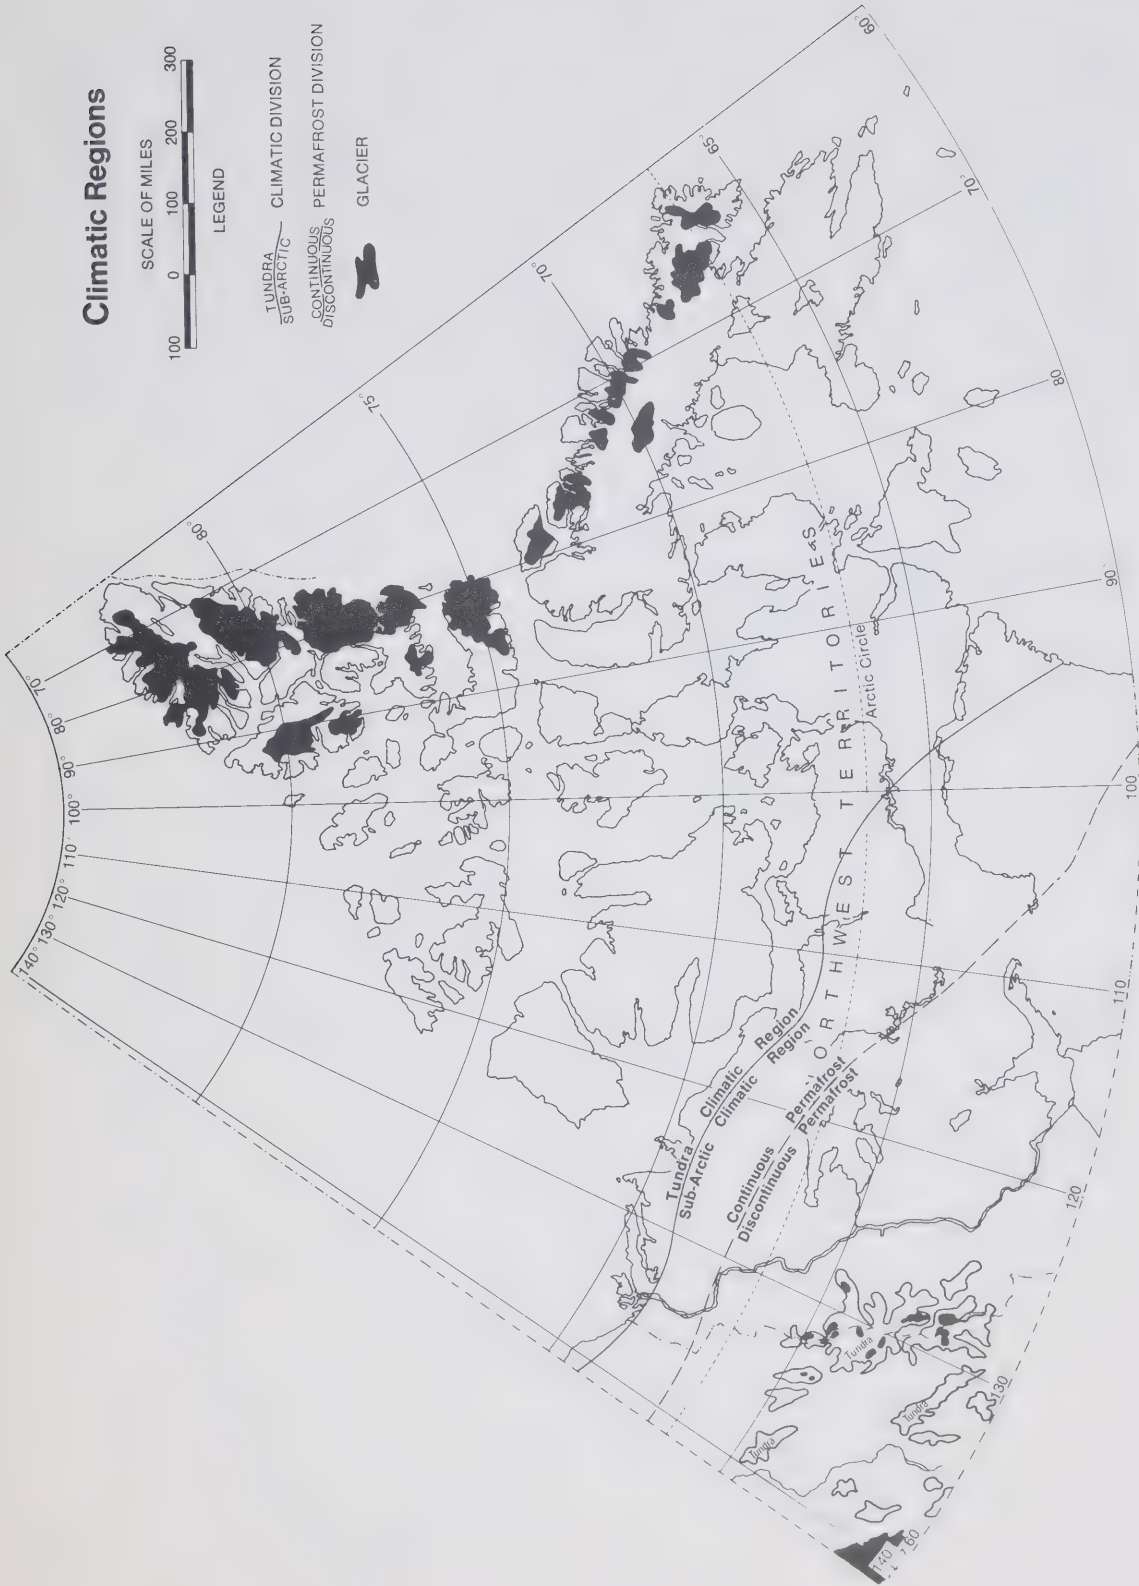 Climatic Regions
SCALE OF MILES
100 0 100 200 300
LEGEND
TUNDRA
SUB-ARCTIC
CLIMATIC DIVISION
CONTINUOUS
DISCONTINUOUS
PERMAFROST DIVISION
GLACIER
140°
130°
120°
110
100°
90°
80°
70°
80°
75°
70°
65°
60°
70°
80
90°
100
110
120
130
140
60
NORTHWEST TERRITORIES
Arctic Circle
Tundra Climatic Region
Sub-Arctic Climatic Region
Continuous Permafrost
Discontinuous Permafrost
Tundra
Tundra
Tundra